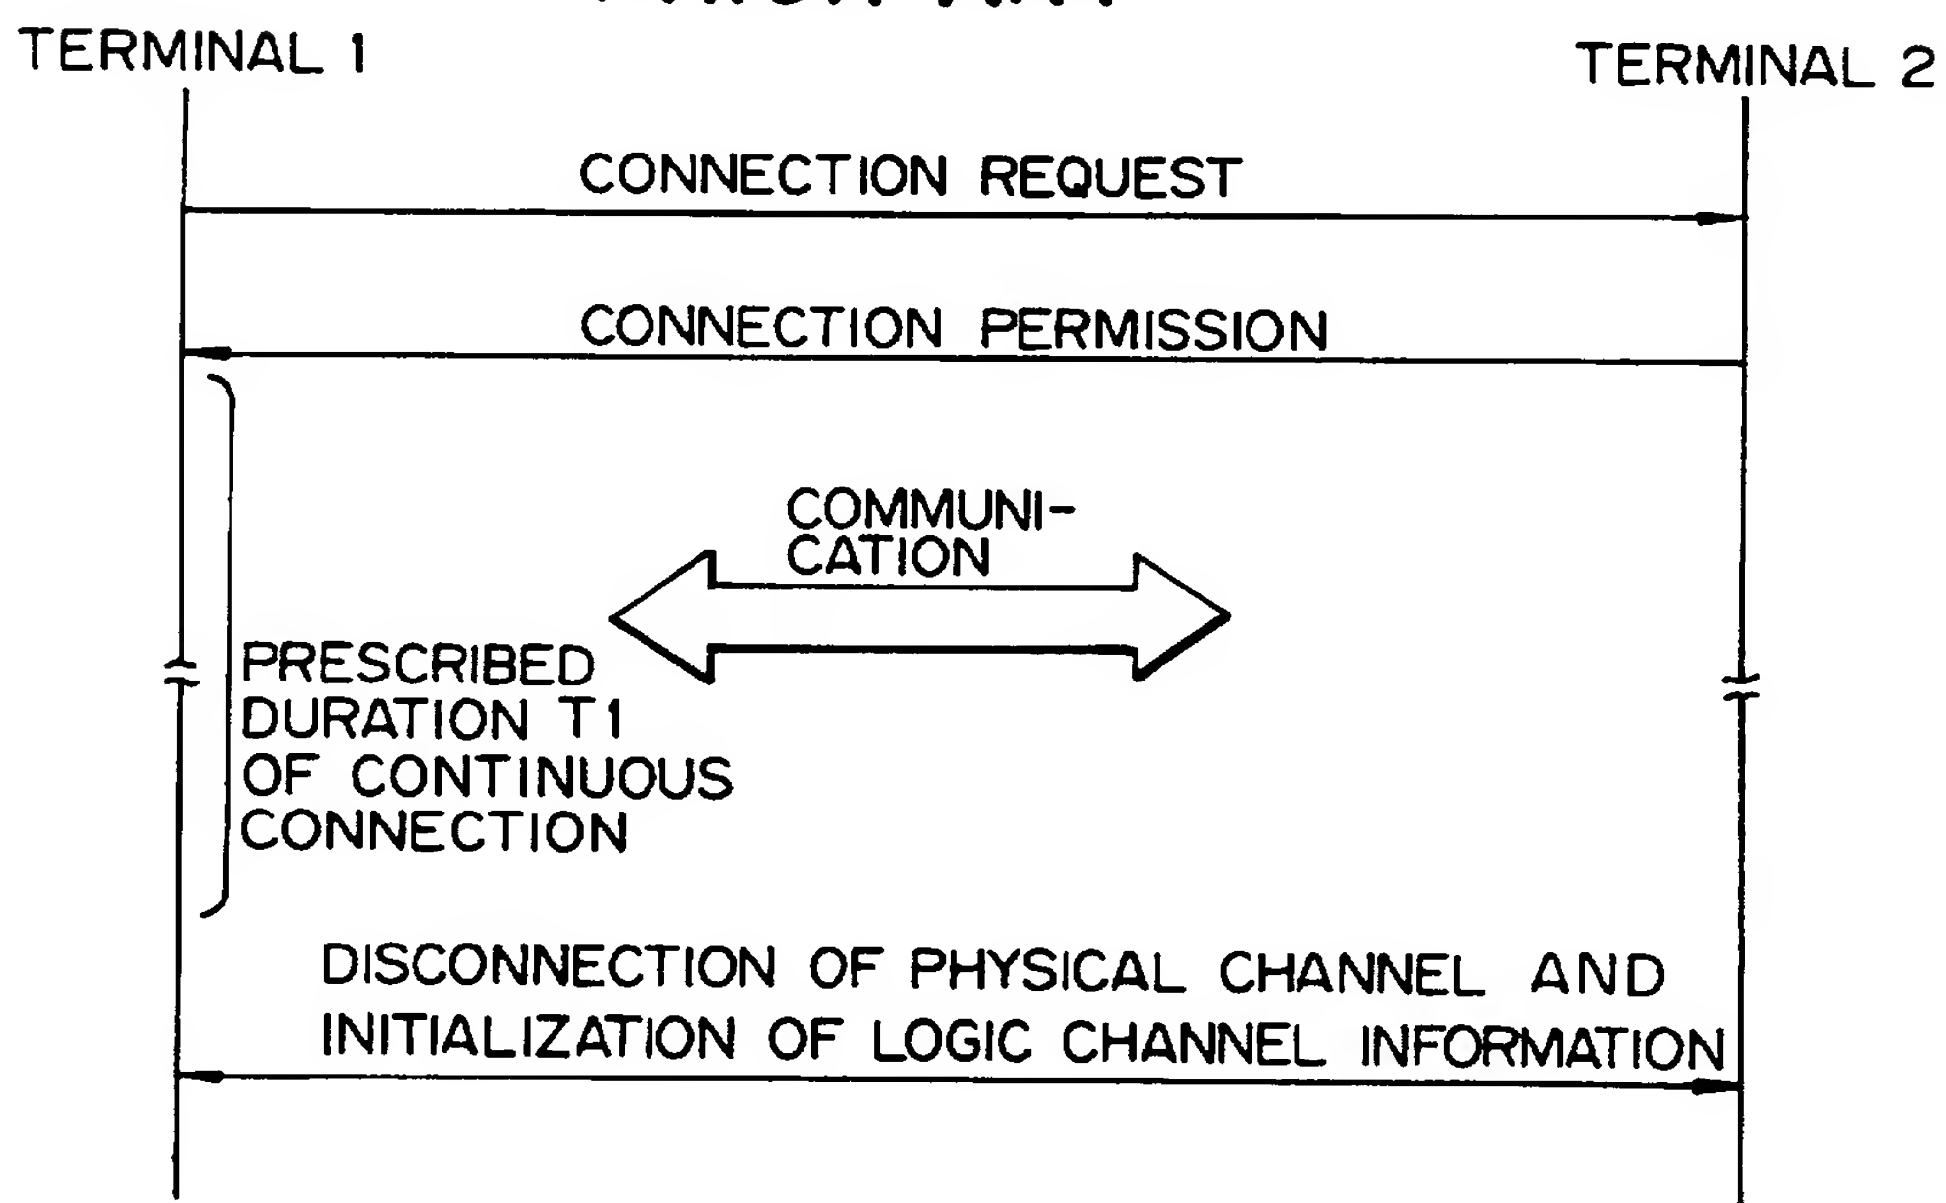 TERMINAL 1
TERMINAL 2
CONNECTION REQUEST
CONNECTION PERMISSION
COMMUNI-
CATION
PRESCRIBED
DURATION T1
OF CONTINUOUS
CONNECTION
DISCONNECTION OF PHYSICAL CHANNEL AND
INITIALIZATION OF LOGIC CHANNEL INFORMATION